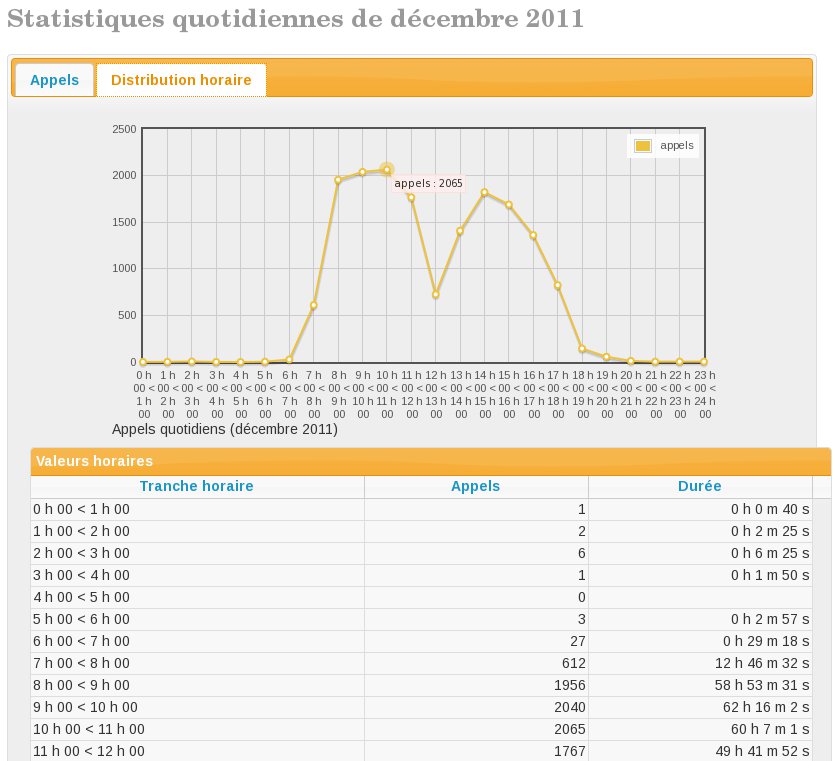 Statistiques quotidiennes de décembre 2011
Appels Distribution horaire
2500
appels
2000
appels : 2065
1500
1000
500
0
0 h 1 h 2 h 3 h 4 h 5 h 6 h 7 h 8 h 9 h 10 h 11 h 12 h 13 h 14 h 15 h 16 h 17 h 18 h 19 h 20 h 21 h 22 h 23 h
00 < 00 < 00 < 00 < 00 < 00 < 00 < 00 < 00 < 00 < 00 < 00 < 00 < 00 < 00 < 00 < 00 < 00 < 00 < 00 < 00 < 00 < 00 < 00 <
1 h 2 h 3 h 4 h 5 h 6 h 7 h 8 h 9 h 10 h 11 h 12 h 13 h 14 h 15 h 16 h 17 h 18 h 19 h 20 h 21 h 22 h 23 h 24 h
00 00 00 00 00 00 00 00 00 00 00 00 00 00 00 00 00 00 00 00 00 00 00 00
Appels quotidiens (décembre 2011)
Valeurs horaires
Tranche horaire Appels Durée
0 h 00 < 1 h 00 1 0 h 0 m 40 s
1 h 00 < 2 h 00 2 0 h 2 m 25 s
2 h 00 < 3 h 00 6 0 h 6 m 25 s
3 h 00 < 4 h 00 1 0 h 1 m 50 s
4 h 00 < 5 h 00 0
5 h 00 < 6 h 00 3 0 h 2 m 57 s
6 h 00 < 7 h 00 27 0 h 29 m 18 s
7 h 00 < 8 h 00 612 12 h 46 m 32 s
8 h 00 < 9 h 00 1956 58 h 53 m 31 s
9 h 00 < 10 h 00 2040 62 h 16 m 2 s
10 h 00 < 11 h 00 2065 60 h 7 m 1 s
11 h 00 < 12 h 00 1767 49 h 41 m 52 s